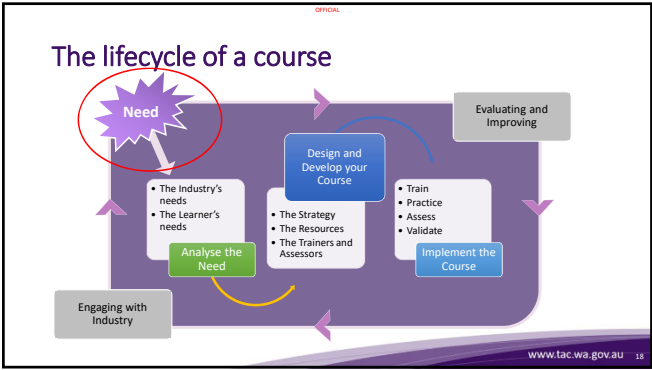 OFFICIAL
The lifecycle of a course
Need
Evaluating and
Improving
Design and
Develop your
Course
• The Industry's
needs
• The Learner's
needs
• The Strategy
• The Resources
• The Trainers and
Assessors
• Train
• Practice
• Assess
• Validate
Analyse the
Need
Implement the
Course
Engaging with
Industry
www.tac.wa.gov.au 18